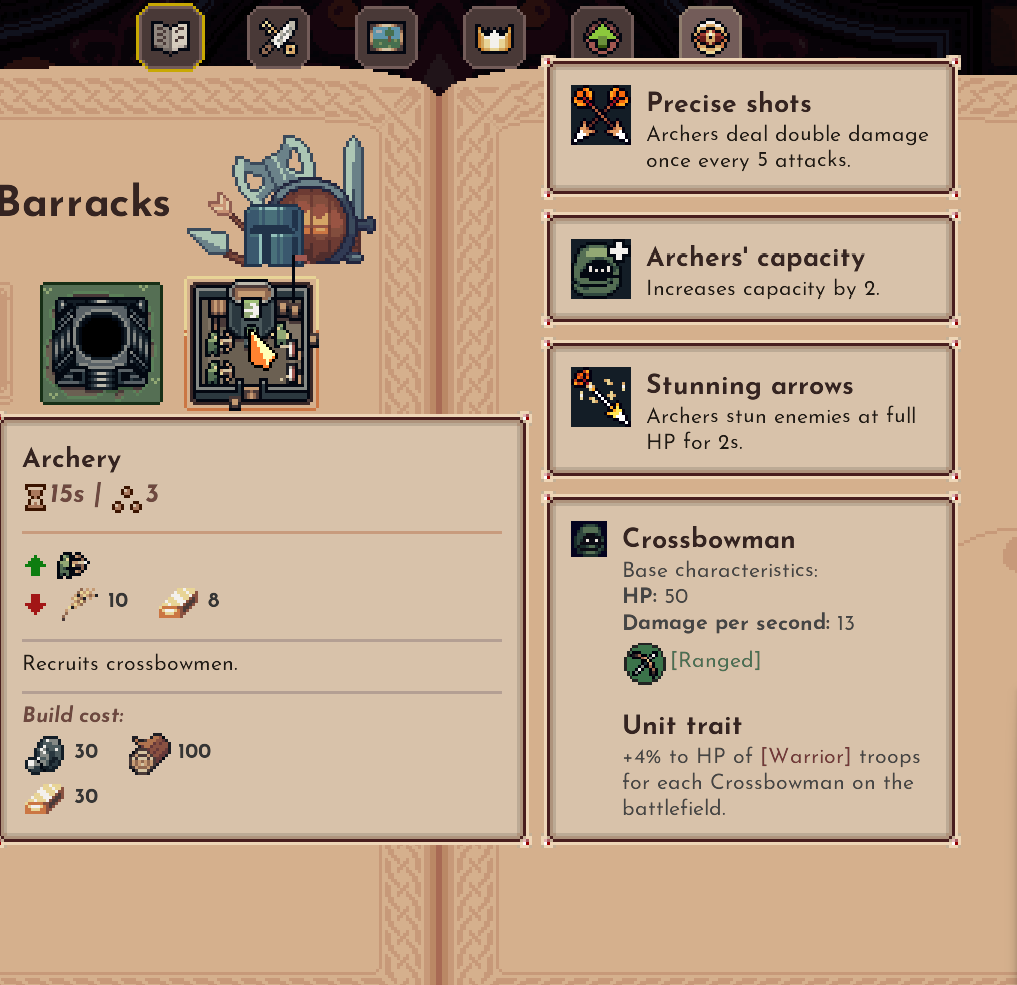 Barracks
Archery
15s | 3
10 8
Recruits crossbowmen.
Build cost:
30 100
30
Precise shots
Archers deal double damage
once every 5 attacks.
Archers' capacity
Increases capacity by 2.
Stunning arrows
Archers stun enemies at full
HP for 2s.
Crossbowman
Base characteristics:
HP: 50
Damage per second: 13
[Ranged]
Unit trait
+4% to HP of [Warrior] troops
for each Crossbowman on the
battlefield.